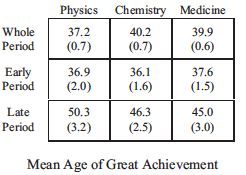 Physics Chemistry Medicine
Whole Period 37.2 40.2 39.9
(0.7) (0.7) (0.6)
Early Period 36.9 36.1 37.6
(2.0) (1.6) (1.5)
Late Period 50.3 46.3 45.0
(3.2) (2.5) (3.0)
Mean Age of Great Achievement